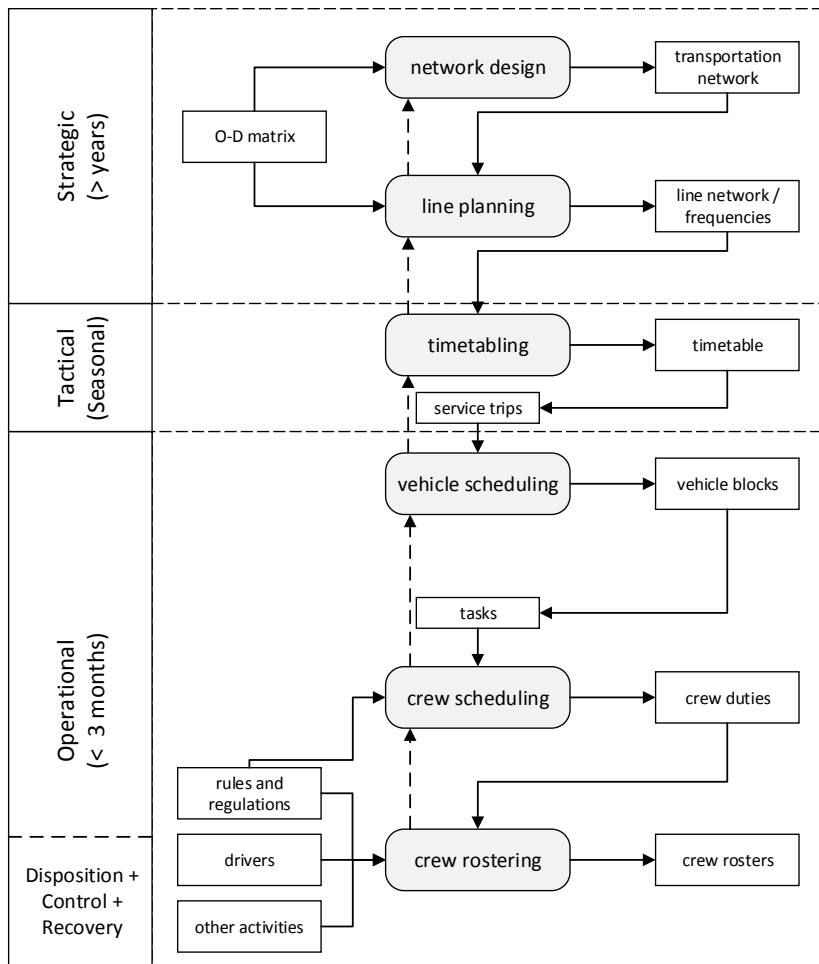 Strategic
(> years)
network design
transportation
network
O-D matrix
line planning
line network /
frequencies
Tactical
(Seasonal)
timetabling
timetable
service trips
Operational
(< 3 months)
vehicle scheduling
vehicle blocks
tasks
crew scheduling
crew duties
rules and
regulations
Disposition +
Control +
Recovery
drivers
crew rostering
crew rosters
other activities